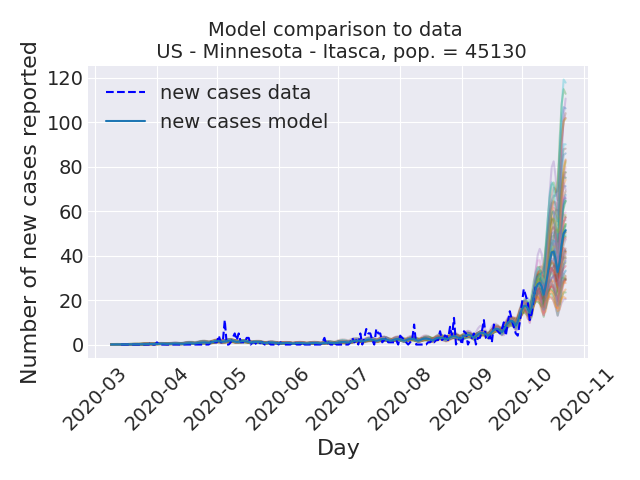 Model comparison to data
US - Minnesota - Itasca, pop. = 45130
Number of new cases reported
120
100
80
60
40
20
0
new cases data
new cases model
2020-03
2020-04
2020-05
2020-06
2020-07
2020-08
2020-09
2020-10
2020-11
Day